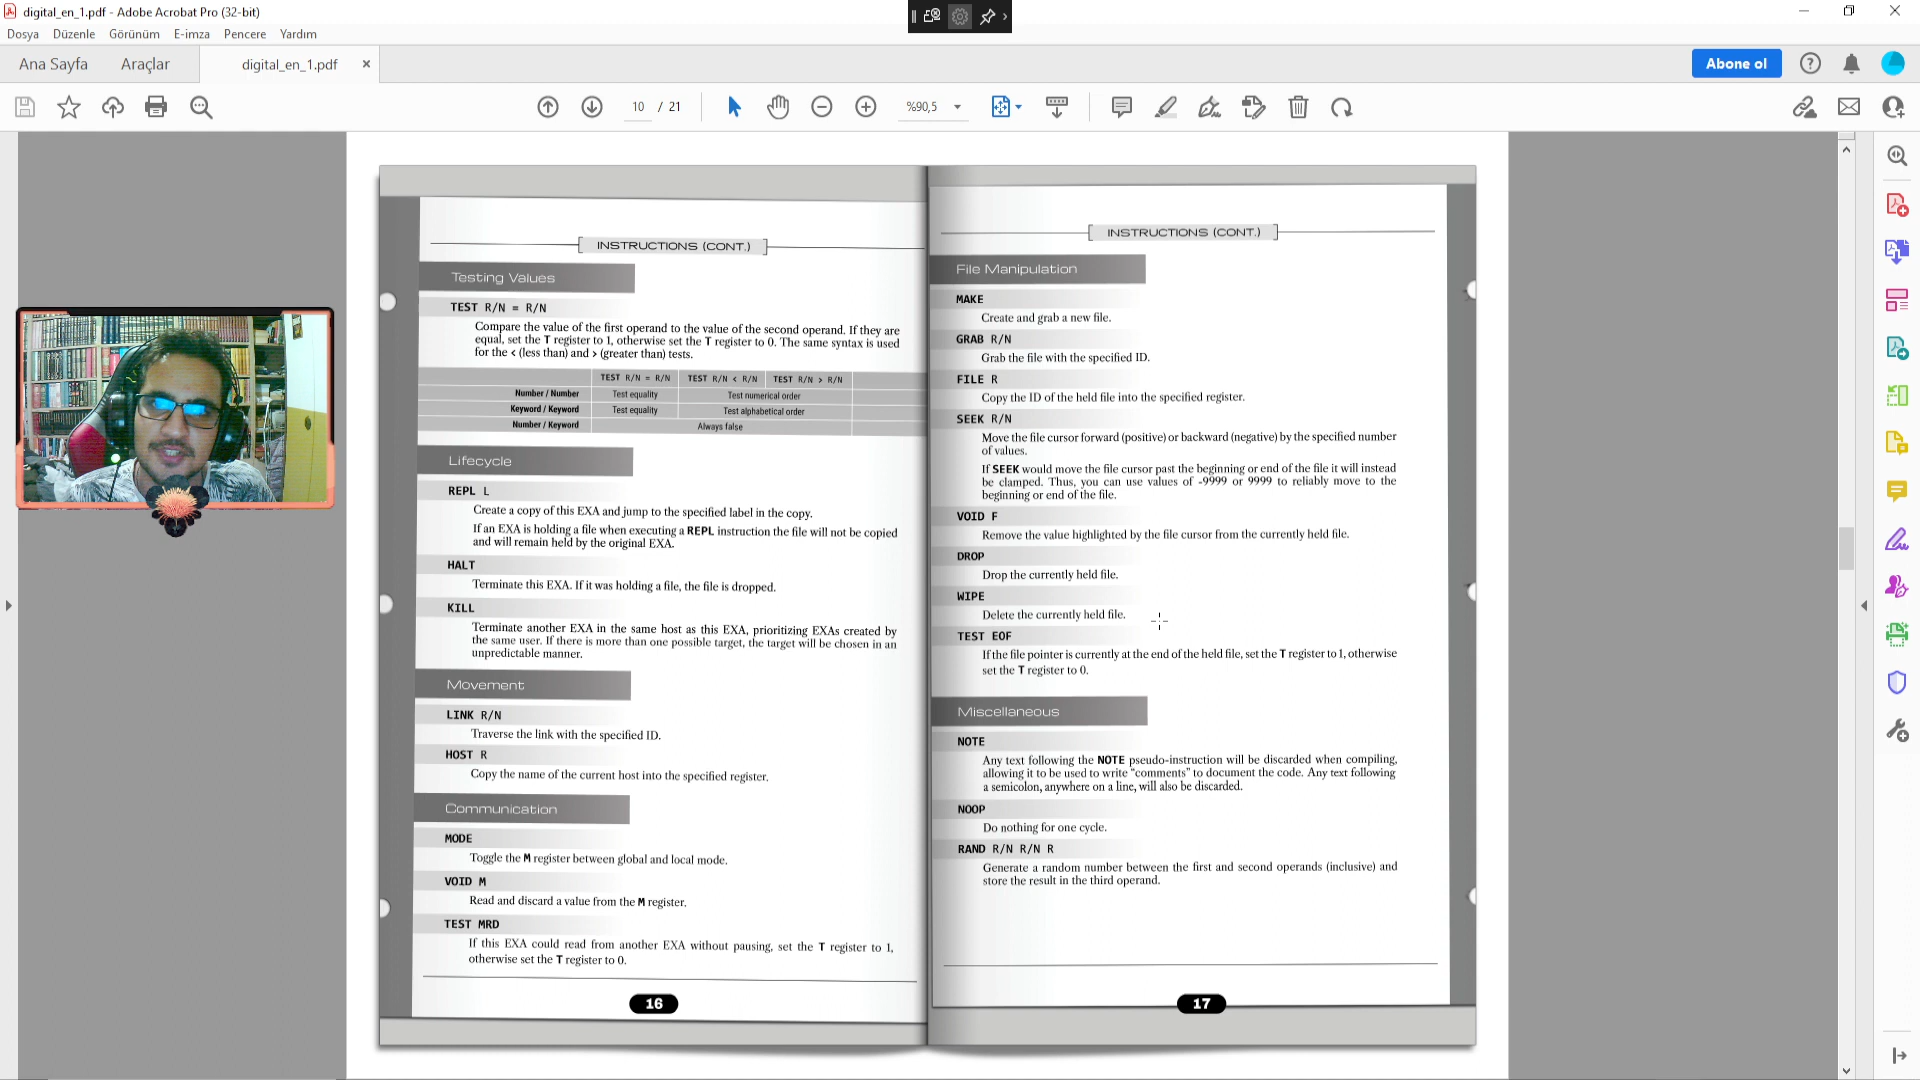 digital_en_1.pdf - Adobe Acrobat Pro (32-bit)
Dosya Düzenle Görünüm E-imza Pencere Yardım
Ana Sayfa Araçlar digital_en_1.pdf × Abone ol
10 / 21 %90,5
INSTRUCTIONS (CONT.)
Testing Values
TEST R/N = R/N
Compare the value of the first operand to the value of the second operand. If they are
equal, set the T register to 1, otherwise set the T register to 0. The same syntax is used
for the < (less than) and > (greater than) tests.
TEST R/N = R/N TEST R/N < R/N TEST R/N > R/N
Number / Number Test equality Test numerical order
Keyword / Keyword Test equality Test alphabetical order
Number / Keyword Always false
Lifecycle
REPL L
Create a copy of this EXA and jump to the specified label in the copy.
If an EXA is holding a file when executing a REPL instruction the file will not be copied
and will remain held by the original EXA.
HALT
Terminate this EXA. If it was holding a file, the file is dropped.
KILL
Terminate another EXA in the same host as this EXA, prioritizing EXAs created by
the same user. If there is more than one possible target, the target will be chosen in an
unpredictable manner.
Movement
LINK R/N
Traverse the link with the specified ID.
HOST R
Copy the name of the current host into the specified register.
Communication
MODE
Toggle the M register between global and local mode.
VOID M
Read and discard a value from the M register.
TEST MRD
If this EXA could read from another EXA without pausing, set the T register to 1,
otherwise set the T register to 0.
16
INSTRUCTIONS (CONT.)
File Manipulation
MAKE
Create and grab a new file.
GRAB R/N
Grab the file with the specified ID.
FILE R
Copy the ID of the held file into the specified register.
SEEK R/N
Move the file cursor forward (positive) or backward (negative) by the specified number
of values.
If SEEK would move the file cursor past the beginning or end of the file it will instead
be clamped. Thus, you can use values of -9999 or 9999 to reliably move to the
beginning or end of the file.
VOID F
Remove the value highlighted by the file cursor from the currently held file.
DROP
Drop the currently held file.
WIPE
Delete the currently held file.
TEST EOF
If the file pointer is currently at the end of the held file, set the T register to 1, otherwise
set the T register to 0.
Miscellaneous
NOTE
Any text following the NOTE pseudo-instruction will be discarded when compiling,
allowing it to be used to write "comments" to document the code. Any text following
a semicolon, anywhere on a line, will also be discarded.
NOOP
Do nothing for one cycle.
RAND R/N R/N R
Generate a random number between the first and second operands (inclusive) and
store the result in the third operand.
17